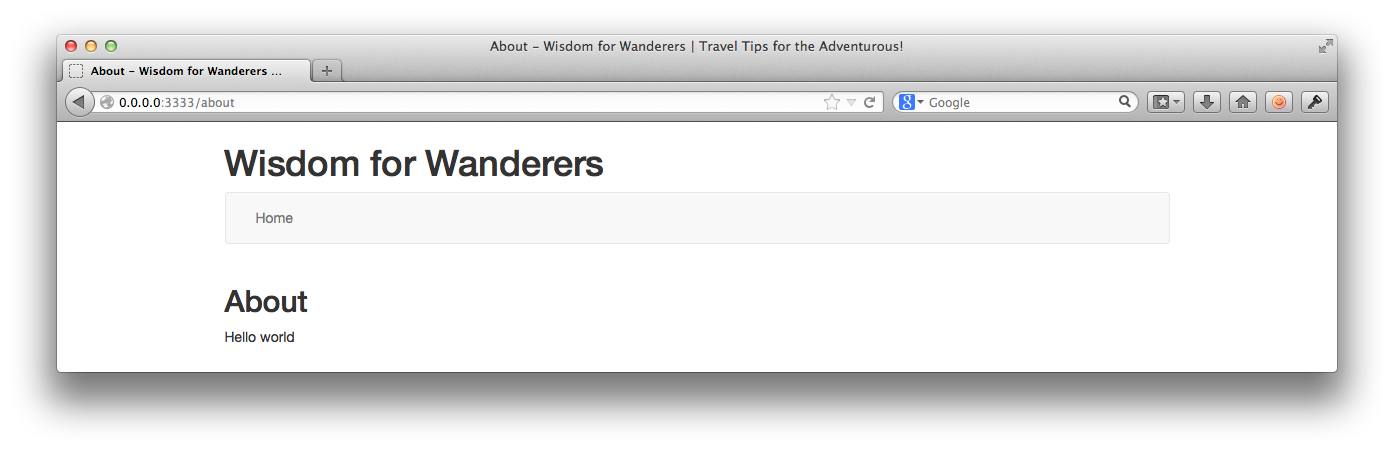 About – Wisdom for Wanderers | Travel Tips for the Adventurous!
About – Wisdom for Wanderers ...
0.0.0.0:3333/about
Google
Wisdom for Wanderers
Home
About
Hello world